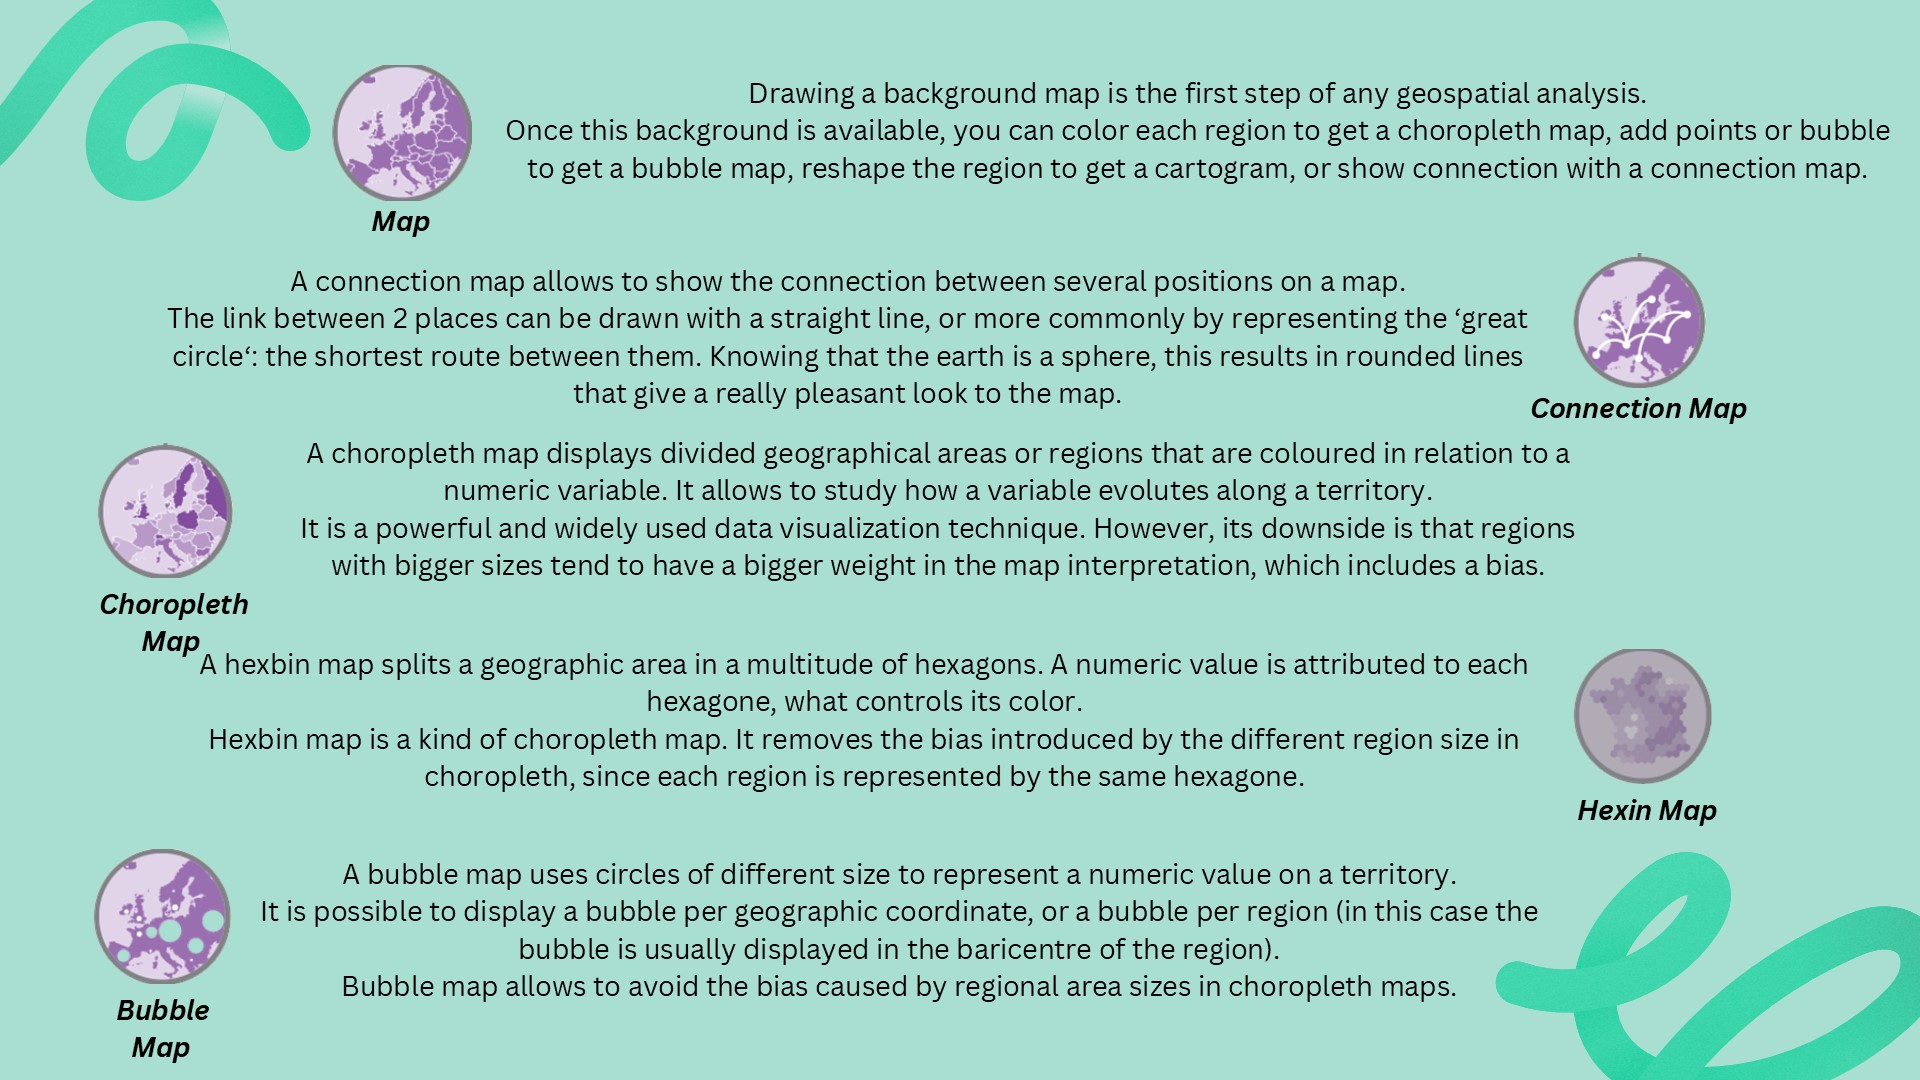 Drawing a background map is the first step of any geospatial analysis.
Once this background is available, you can color each region to get a choropleth map, add points or bubble
to get a bubble map, reshape the region to get a cartogram, or show connection with a connection map.
Map
A connection map allows to show the connection between several positions on a map.
The link between 2 places can be drawn with a straight line, or more commonly by representing the ‘great
circle‘: the shortest route between them. Knowing that the earth is a sphere, this results in rounded lines
that give a really pleasant look to the map.
Connection Map
A choropleth map displays divided geographical areas or regions that are coloured in relation to a
numeric variable. It allows to study how a variable evolutes along a territory.
It is a powerful and widely used data visualization technique. However, its downside is that regions
with bigger sizes tend to have a bigger weight in the map interpretation, which includes a bias.
Choropleth
Map
A hexbin map splits a geographic area in a multitude of hexagons. A numeric value is attributed to each
hexagone, what controls its color.
Hexbin map is a kind of choropleth map. It removes the bias introduced by the different region size in
choropleth, since each region is represented by the same hexagone.
Hexin Map
A bubble map uses circles of different size to represent a numeric value on a territory.
It is possible to display a bubble per geographic coordinate, or a bubble per region (in this case the
bubble is usually displayed in the baricentre of the region).
Bubble map allows to avoid the bias caused by regional area sizes in choropleth maps.
Bubble
Map